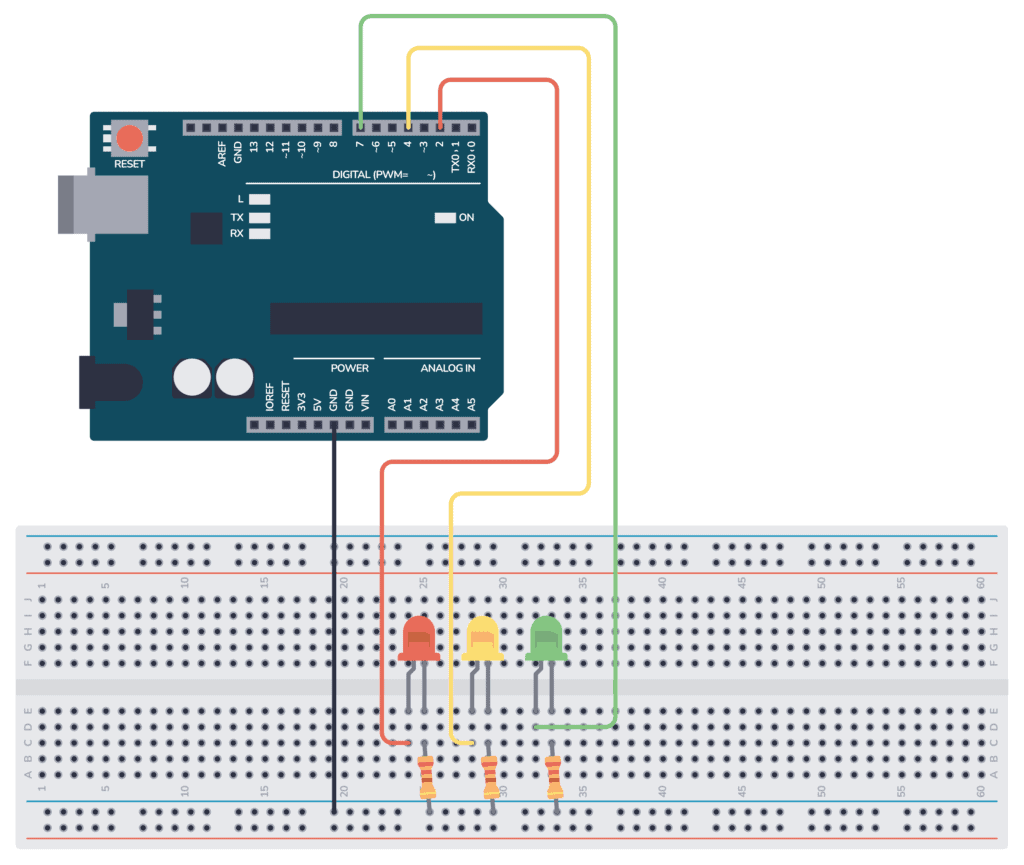 RESET
AREF
GND
13
12
~11
~10
~9
8
7
~6
~5
4
~3
2
TX0›1
RX0‹0
DIGITAL (PWM= ~)
L
TX
RX
ON
POWER
ANALOG IN
IOREF
RESET
3V3
5V
GND
GND
VIN
A0
A1
A2
A3
A4
A5
1 5 10 15 20 25 30 35 40 45 50 55 60
J J
I I
H H
G G
F F
E E
D D
C C
B B
A A
1 5 10 15 20 25 30 35 40 45 50 55 60